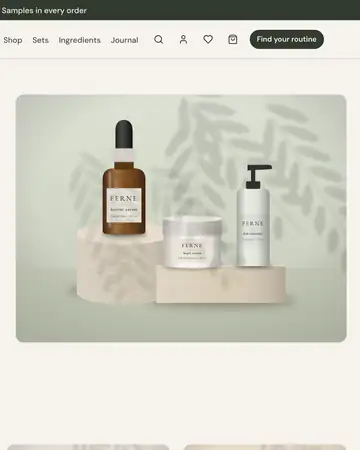 Samples in every order
Shop Sets Ingredients Journal Find your routine
FERNE
FERNE
FERNE